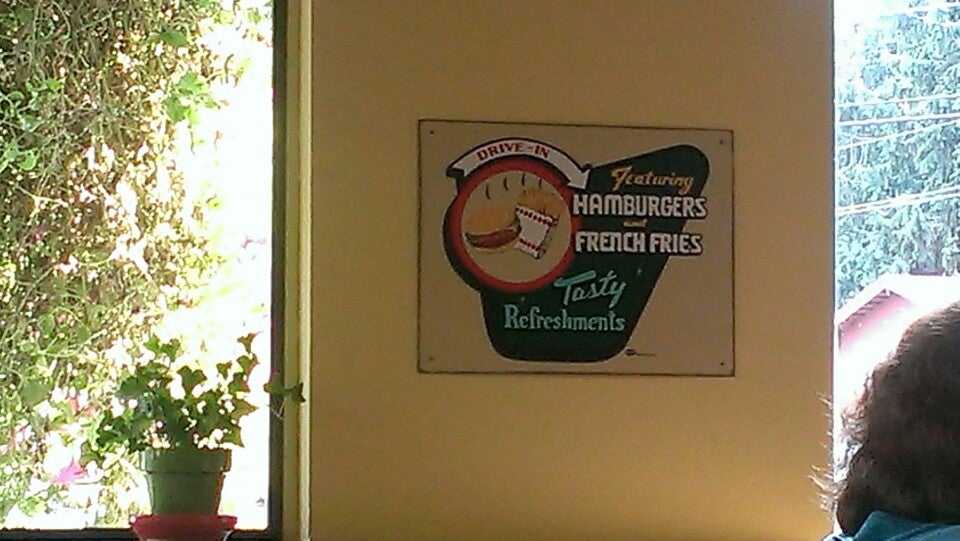 DRIVE-IN
Featuring
HAMBURGERS
and
FRENCH FRIES
Tasty
Refreshments